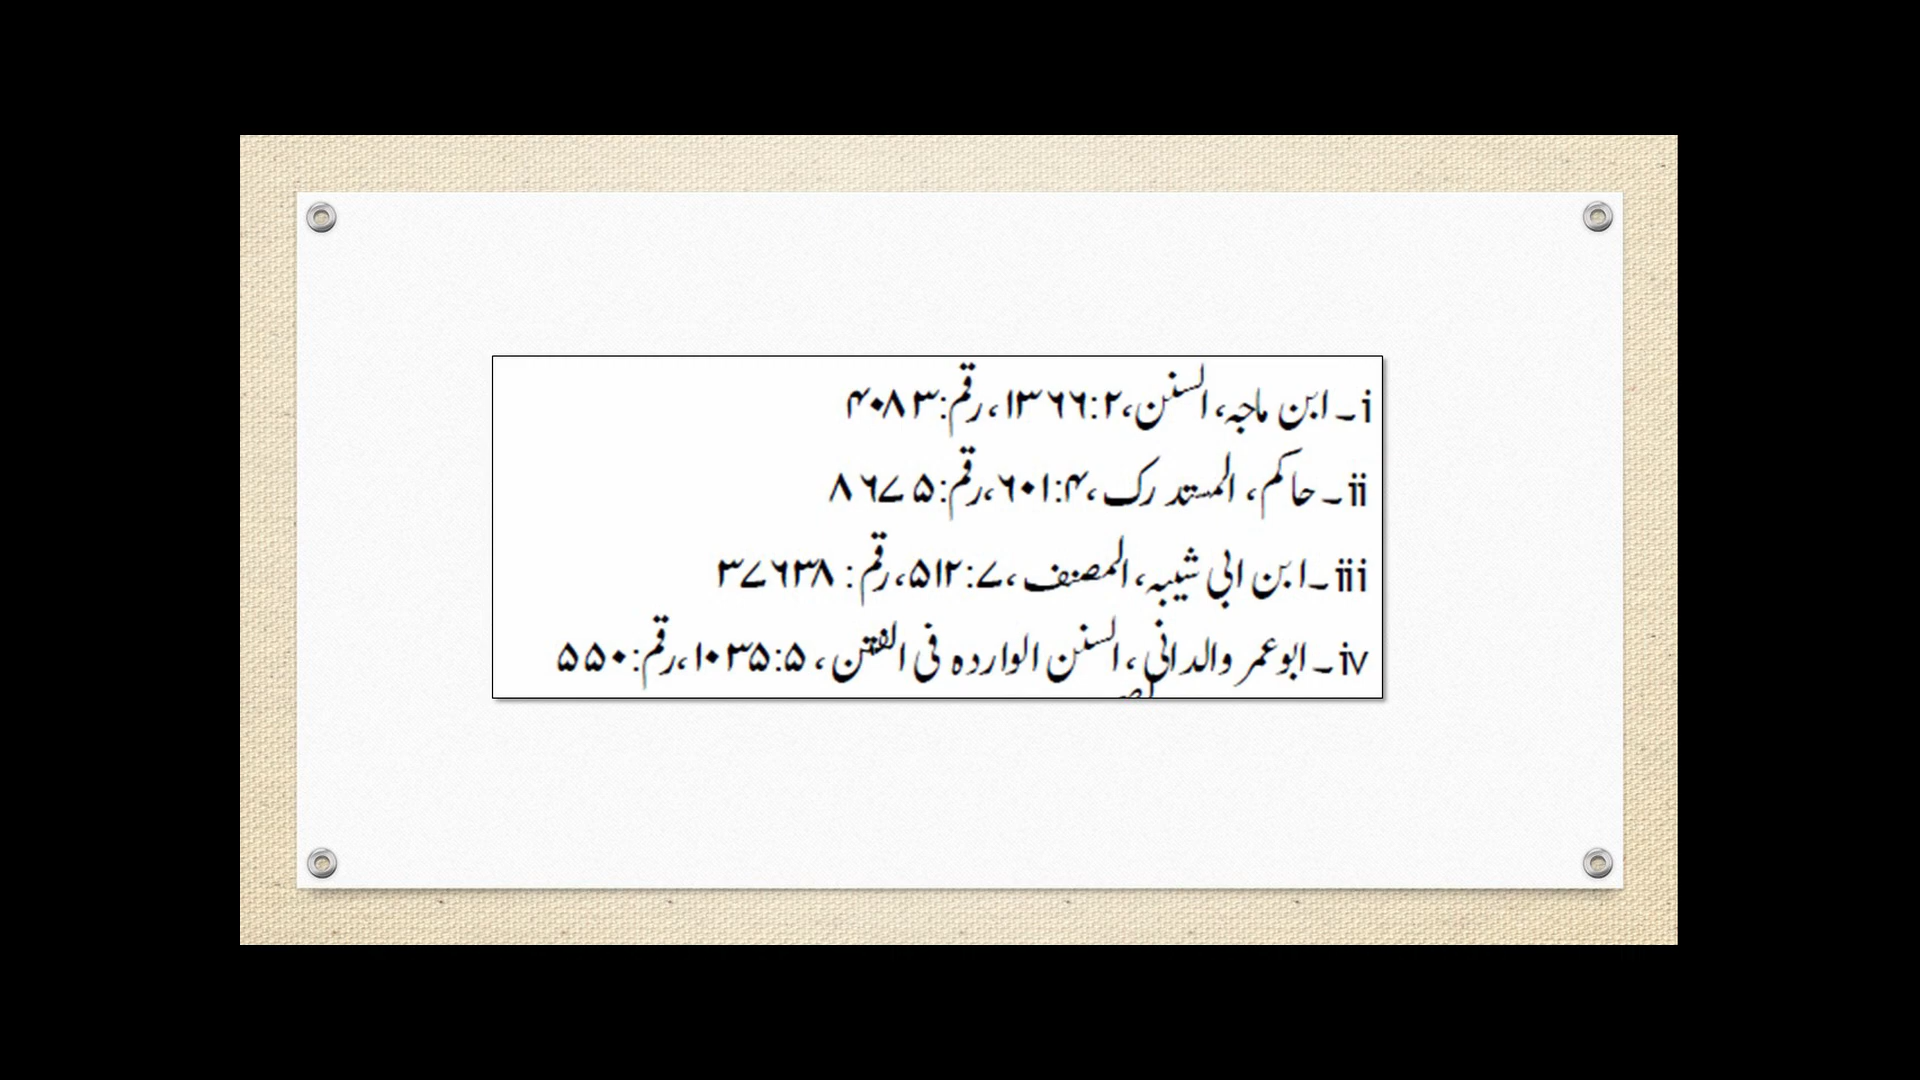 i۔ ابن ماجہ، السنن،۲:۱۳۶۶، رقم:۴۰۸۳
ii۔ حاکم، المستدرک،۴:۶۰۱،رقم:۸۶۷۵
iii۔ ابن ابی شیبہ، المصنف،۷:۵۱۲،رقم: ۳۷۶۳۸
iv۔ ابوعمر والدانی، السنن الواردہ فی الفتن، ۵:۱۰۳۵،رقم:۵۵۰